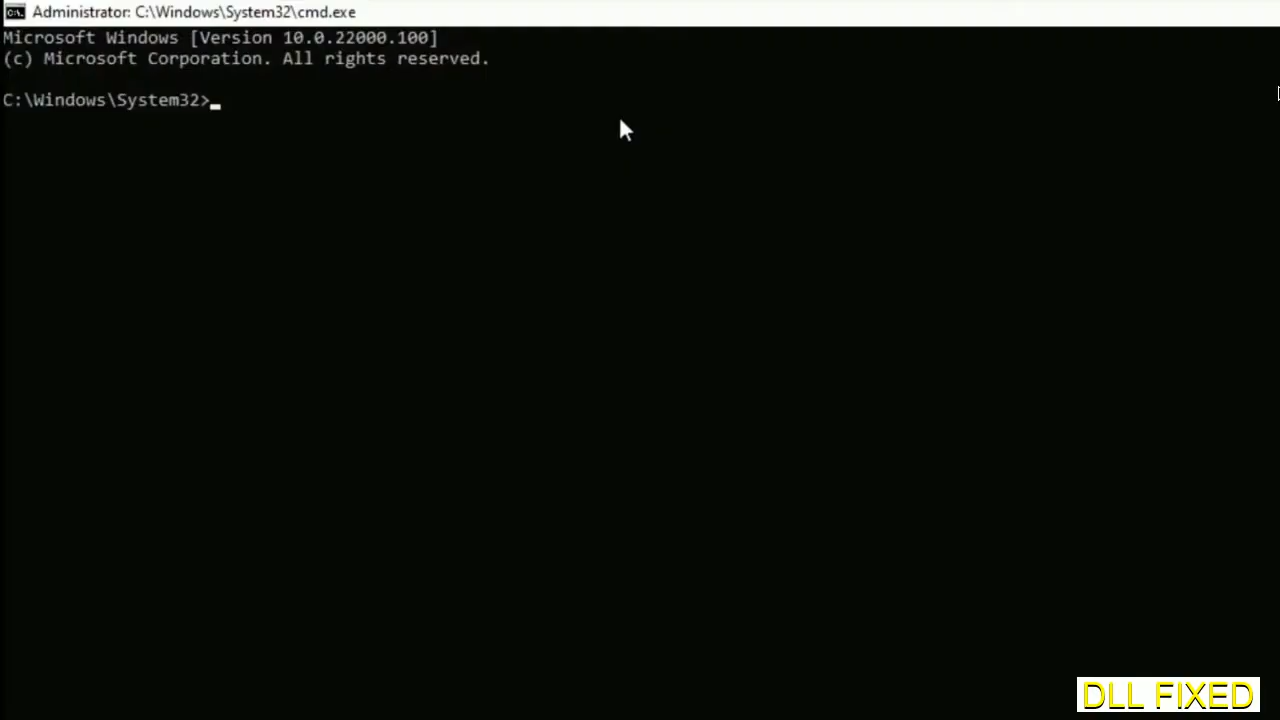 Administrator: C:\Windows\System32\cmd.exe
Microsoft Windows [Version 10.0.22000.100]
(c) Microsoft Corporation. All rights reserved.
C:\Windows\System32>
DLL FIXED